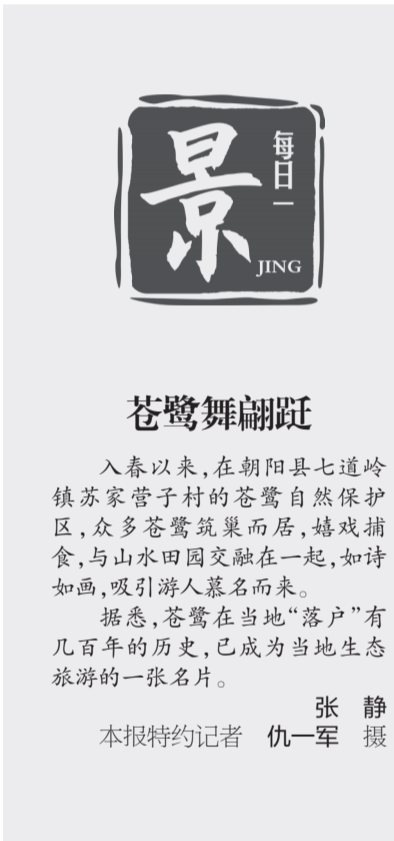 每日一
景
JING
苍鹭舞翩跹
入春以来,在朝阳县七道岭
镇苏家营子村的苍鹭自然保护
区,众多苍鹭筑巢而居,嬉戏捕
食,与山水田园交融在一起,如诗
如画,吸引游人慕名而来。
据悉,苍鹭在当地“落户”有
几百年的历史,已成为当地生态
旅游的一张名片。
张 静
本报特约记者 仇一军 摄